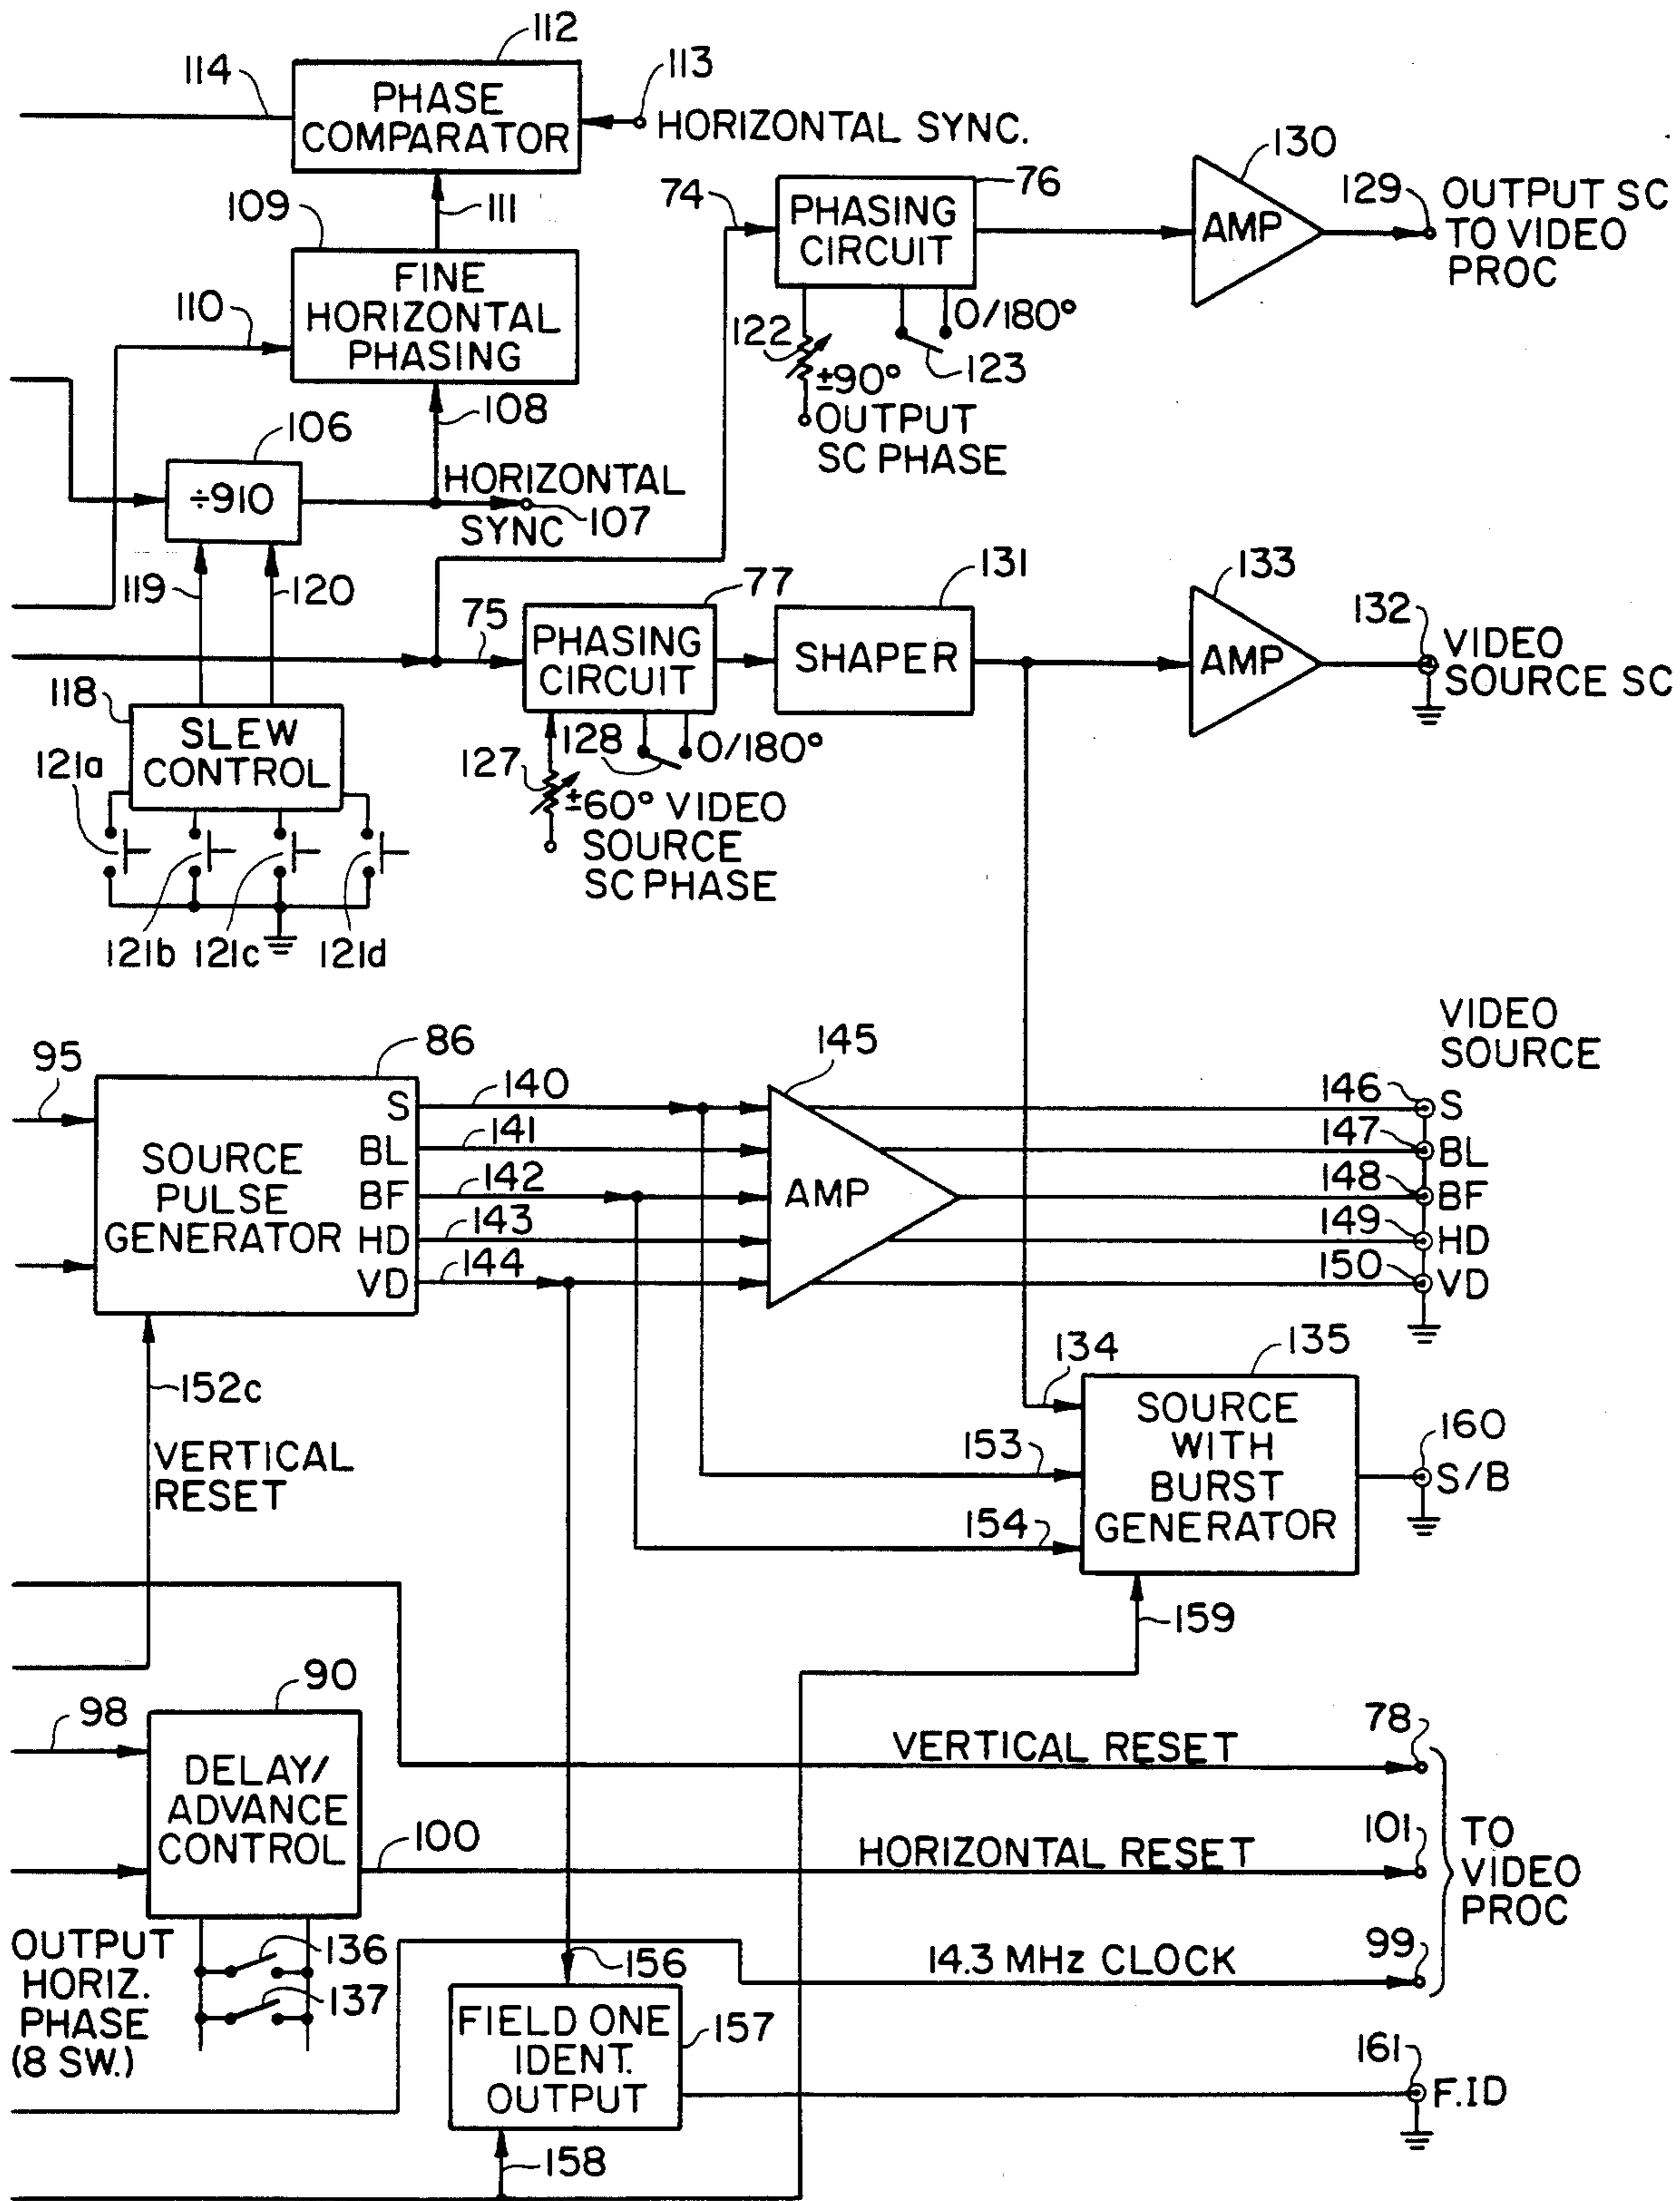 112
114
113
PHASE
COMPARATOR
HORIZONTAL SYNC.
111
109
74
76
130
129
OUTPUT SC
TO VIDEO
PROC
PHASING
CIRCUIT
AMP
FINE
HORIZONTAL
PHASING
110
122
0/180°
123
±90°
OUTPUT
SC PHASE
108
106
÷910
HORIZONTAL
SYNC
107
119
120
75
77
131
133
132
PHASING
CIRCUIT
SHAPER
AMP
VIDEO
SOURCE SC
118
SLEW
CONTROL
121a
127
128
0/180°
±60° VIDEO
SOURCE
SC PHASE
121b
121c
121d
VIDEO
SOURCE
95
86
145
S
140
146
S
BL
141
147
BL
SOURCE
PULSE
GENERATOR
BF
142
AMP
148
BF
HD
143
149
HD
VD
144
150
VD
152c
134
135
VERTICAL
RESET
SOURCE
WITH
BURST
GENERATOR
153
160
S/B
154
159
90
98
78
DELAY/
ADVANCE
CONTROL
VERTICAL RESET
100
HORIZONTAL RESET
101
TO
VIDEO
PROC
OUTPUT
HORIZ.
PHASE
(8 SW.)
136
137
156
14.3 MHz CLOCK
99
FIELD ONE
IDENT.
OUTPUT
157
161
F.ID
158